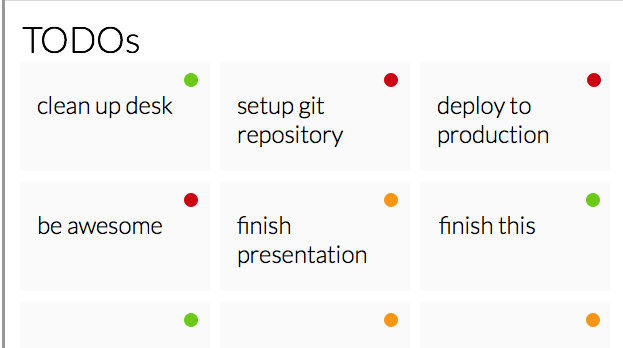 TODOs
clean up desk
setup git
repository
deploy to
production
be awesome
finish
presentation
finish this